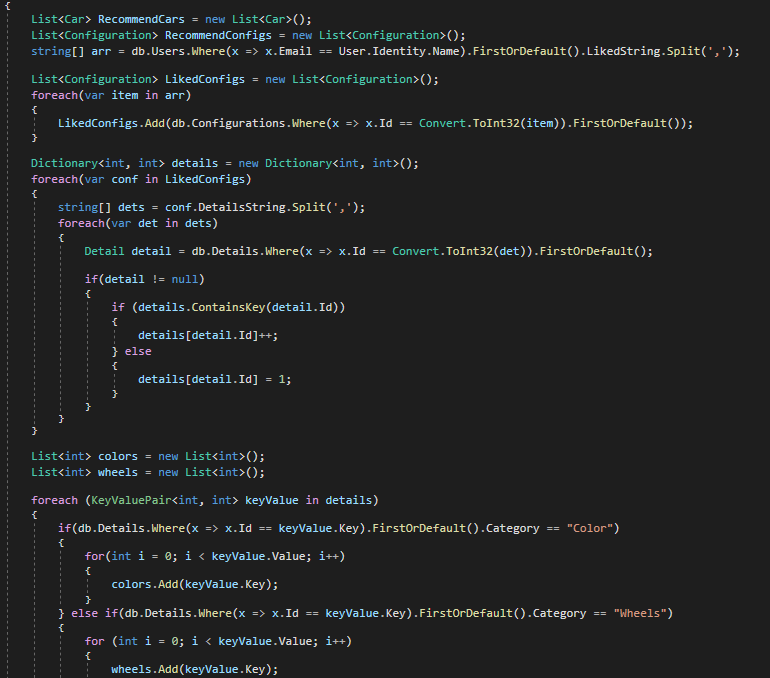 {
List<Car> RecommendCars = new List<Car>();
List<Configuration> RecommendConfigs = new List<Configuration>();
string[] arr = db.Users.Where(x => x.Email == User.Identity.Name).FirstOrDefault().LikedString.Split(',');
List<Configuration> LikedConfigs = new List<Configuration>();
foreach(var item in arr)
{
LikedConfigs.Add(db.Configurations.Where(x => x.Id == Convert.ToInt32(item)).FirstOrDefault());
}
Dictionary<int, int> details = new Dictionary<int, int>();
foreach(var conf in LikedConfigs)
{
string[] dets = conf.DetailsString.Split(',');
foreach(var det in dets)
{
Detail detail = db.Details.Where(x => x.Id == Convert.ToInt32(det)).FirstOrDefault();
if(detail != null)
{
if (details.ContainsKey(detail.Id))
{
details[detail.Id]++;
} else
{
details[detail.Id] = 1;
}
}
}
}
List<int> colors = new List<int>();
List<int> wheels = new List<int>();
foreach (KeyValuePair<int, int> keyValue in details)
{
if(db.Details.Where(x => x.Id == keyValue.Key).FirstOrDefault().Category == "Color")
{
for(int i = 0; i < keyValue.Value; i++)
{
colors.Add(keyValue.Key);
}
} else if(db.Details.Where(x => x.Id == keyValue.Key).FirstOrDefault().Category == "Wheels")
{
for (int i = 0; i < keyValue.Value; i++)
{
wheels.Add(keyValue.Key);